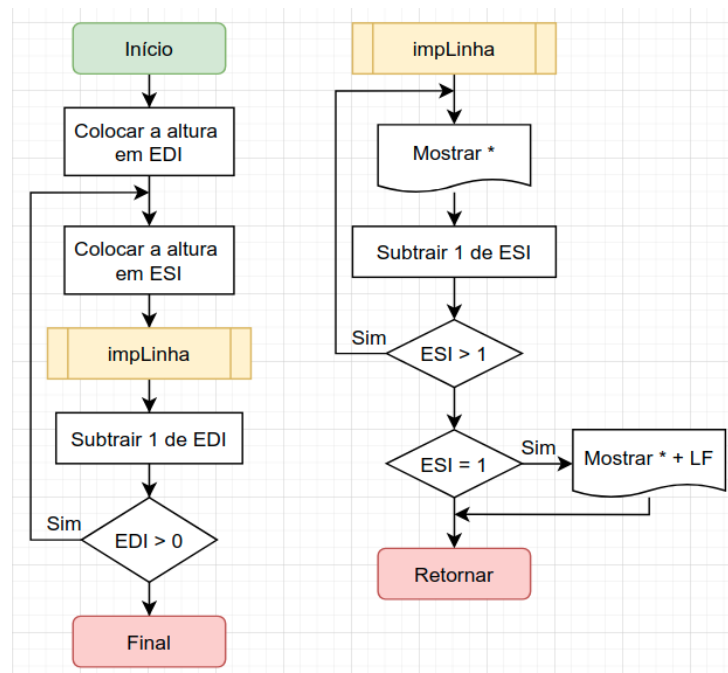 Início
Colocar a altura
em EDI
Colocar a altura
em ESI
impLinha
Subtrair 1 de EDI
Sim
EDI > 0
Final
impLinha
Mostrar *
Subtrair 1 de ESI
Sim
ESI > 1
ESI = 1
Sim
Mostrar * + LF
Retornar